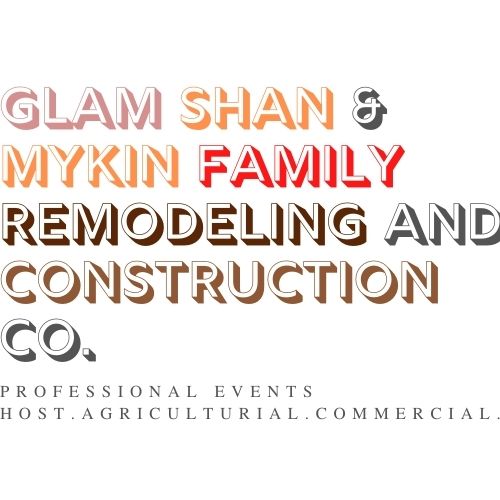 GLAM SHAN &
MYKIN FAMILY
REMODELING AND
CONSTRUCTION
CO.
PROFESSIONAL EVENTS
HOST.AGRICULTURIAL.COMMERCIAL.